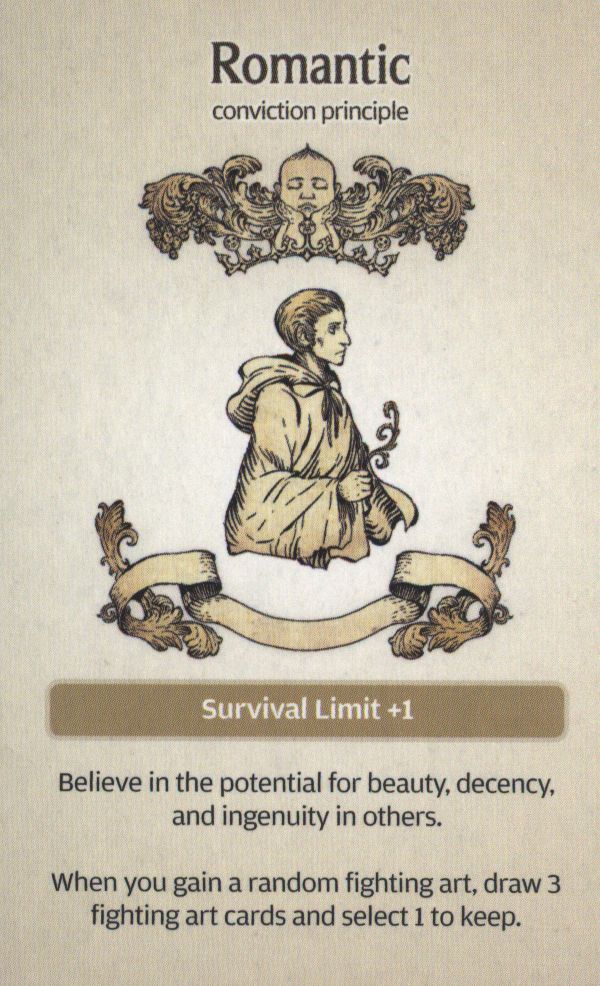 Romantic
conviction principle
Survival Limit +1
Believe in the potential for beauty, decency,
and ingenuity in others.
When you gain a random fighting art, draw 3
fighting art cards and select 1 to keep.